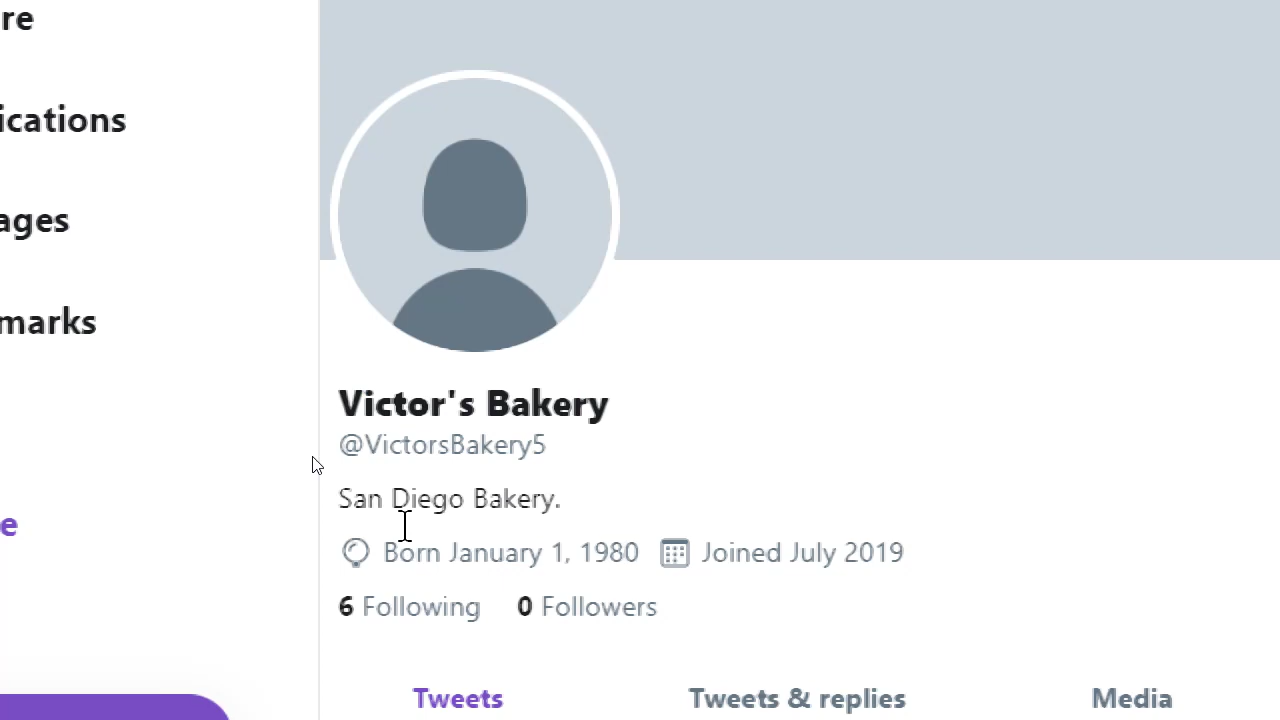 re
ications
ages
marks
e
Victor's Bakery
@VictorsBakery5
San Diego Bakery.
Born January 1, 1980 Joined July 2019
6 Following 0 Followers
Tweets Tweets & replies Media